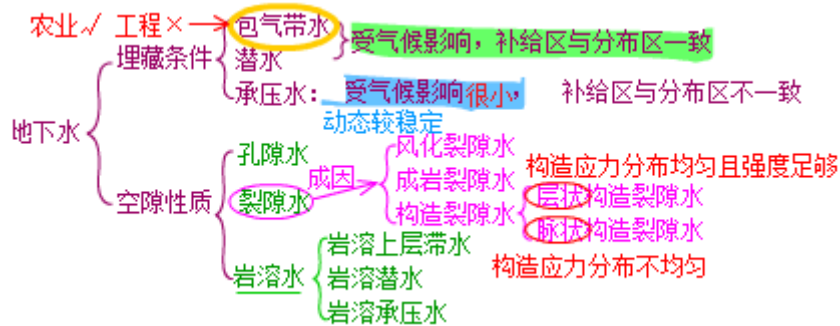 农业√ 工程×
包气带水
受气候影响，补给区与分布区一致
埋藏条件
潜水
承压水： 受气候影响很小， 补给区与分布区不一致
动态较稳定
地下水
孔隙水
风化裂隙水
成因
成岩裂隙水
构造应力分布均匀且强度足够
空隙性质
裂隙水
构造裂隙水
层状构造裂隙水
脉状构造裂隙水
岩溶上层带水
构造应力分布不均匀
岩溶水
岩溶潜水
岩溶承压水